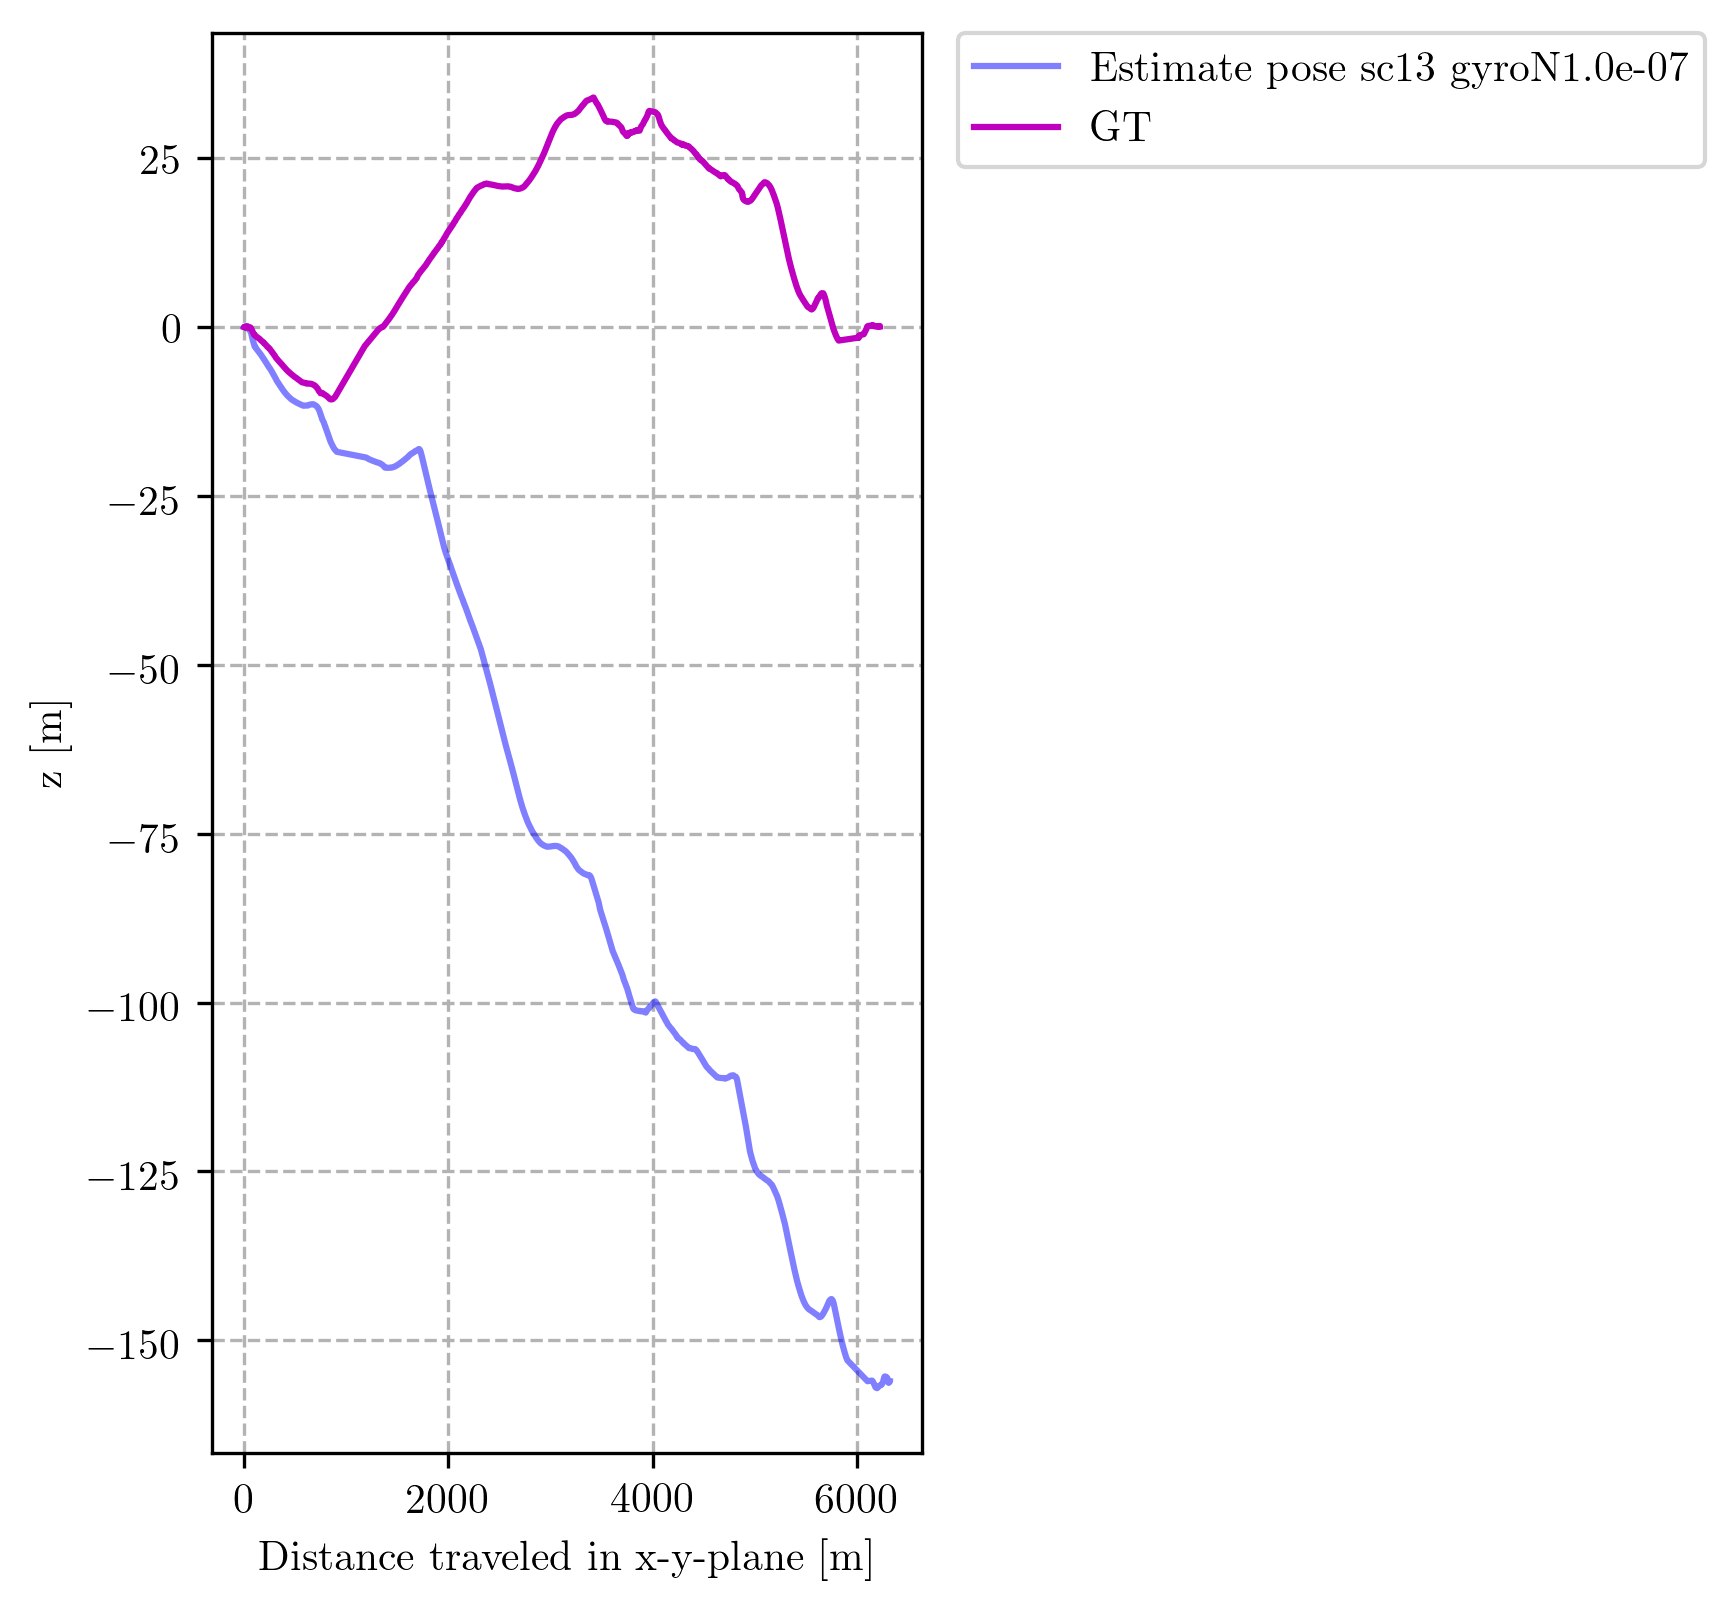 Estimate pose sc13 gyroN1.0e-07
GT
25
0
−25
−50
−75
−100
−125
−150
z [m]
0 2000 4000 6000
Distance traveled in x-y-plane [m]